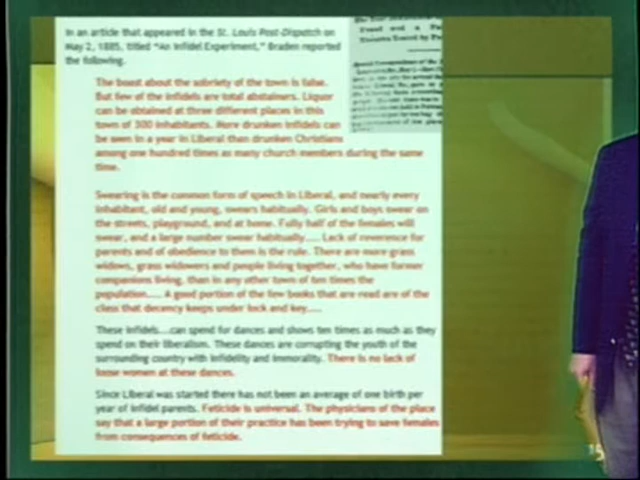 In an article that appeared in the St. Louis Post-Dispatch on
May 2, 1885, titled "An Infidel Experiment," Braden reported
the following.
The boast about the sobriety of the town is false.
But few of the infidels are total abstainers. Liquor
can be obtained at three different places in this
town of 300 inhabitants. More drunken infidels can
be seen in a year in Liberal than drunken Christians
among one hundred times as many church members during the same
time.
Swearing is the common form of speech in Liberal, and nearly every
inhabitant, old and young, swears habitually. Girls and boys swear on
the streets, playground, and at home. Fully half of the females will
swear, and a large number swear habitually.... Lack of reverence for
parents and of obedience to them is the rule. There are more grass
widows, grass widowers and people living together, who have former
companions living, than in any other town of ten times the
population.... A good portion of the few books that are read are of the
class that decency keeps under lock and key....
These infidels...can spend for dances and shows ten times as much as they
spend on their liberalism. These dances are corrupting the youth of the
surrounding country with infidelity and immorality. There is no lack of
loose women at these dances.
Since Liberal was started there has not been an average of one birth per
year of infidel parents. Feticide is universal. The physicians of the place
say that a large portion of their practice has been trying to save females
from consequences of feticide.